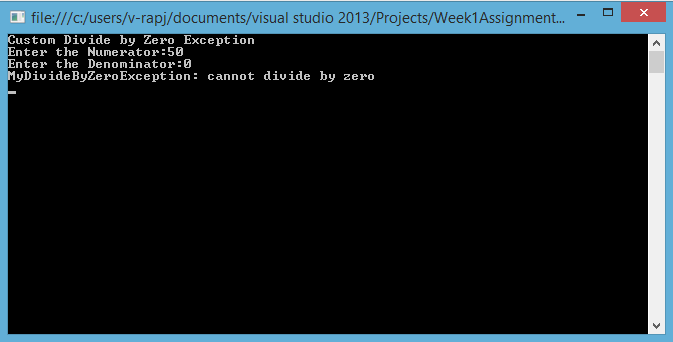 file:///c:/users/v-rapj/documents/visual studio 2013/Projects/Week1Assignment...
Custom Divide by Zero Exception
Enter the Numerator:50
Enter the Denominator:0
MyDivideByZeroException: cannot divide by zero